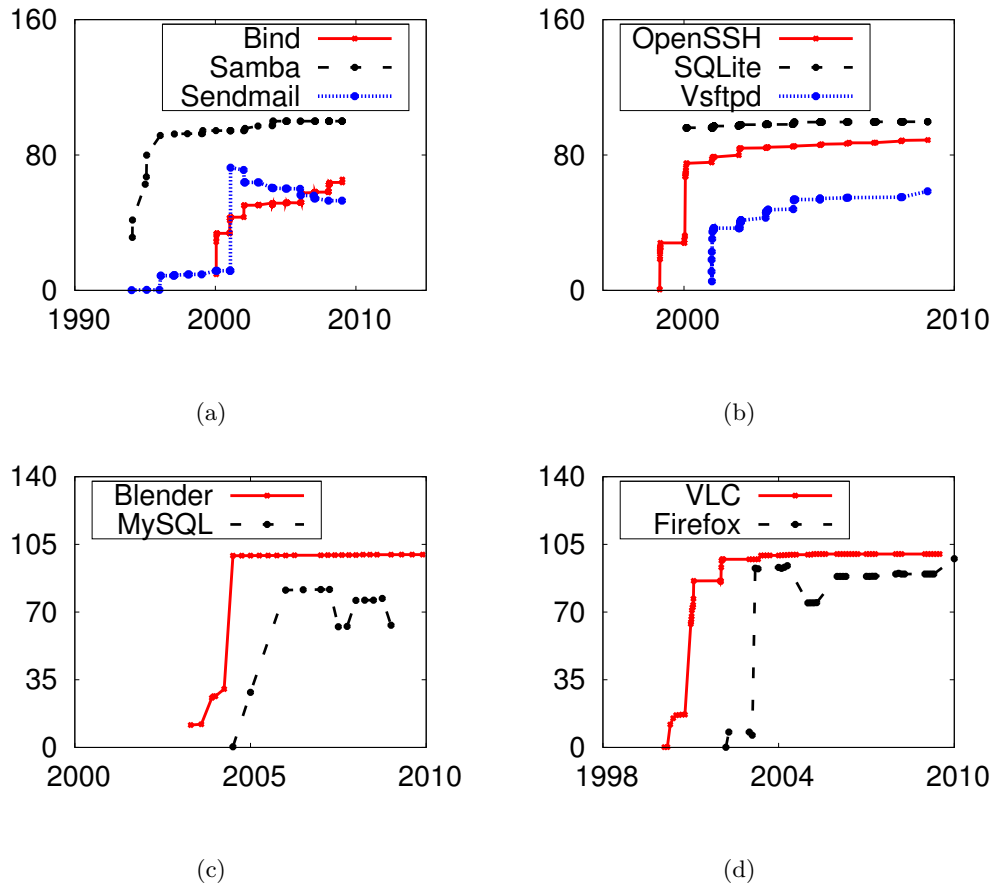 160
80
0
1990
2000
2010
Bind
Samba
Sendmail
(a)
160
80
0
2000
2010
OpenSSH
SQLite
Vsftpd
(b)
140
105
70
35
0
2000
2005
2010
Blender
MySQL
(c)
140
105
70
35
0
1998
2004
2010
VLC
Firefox
(d)